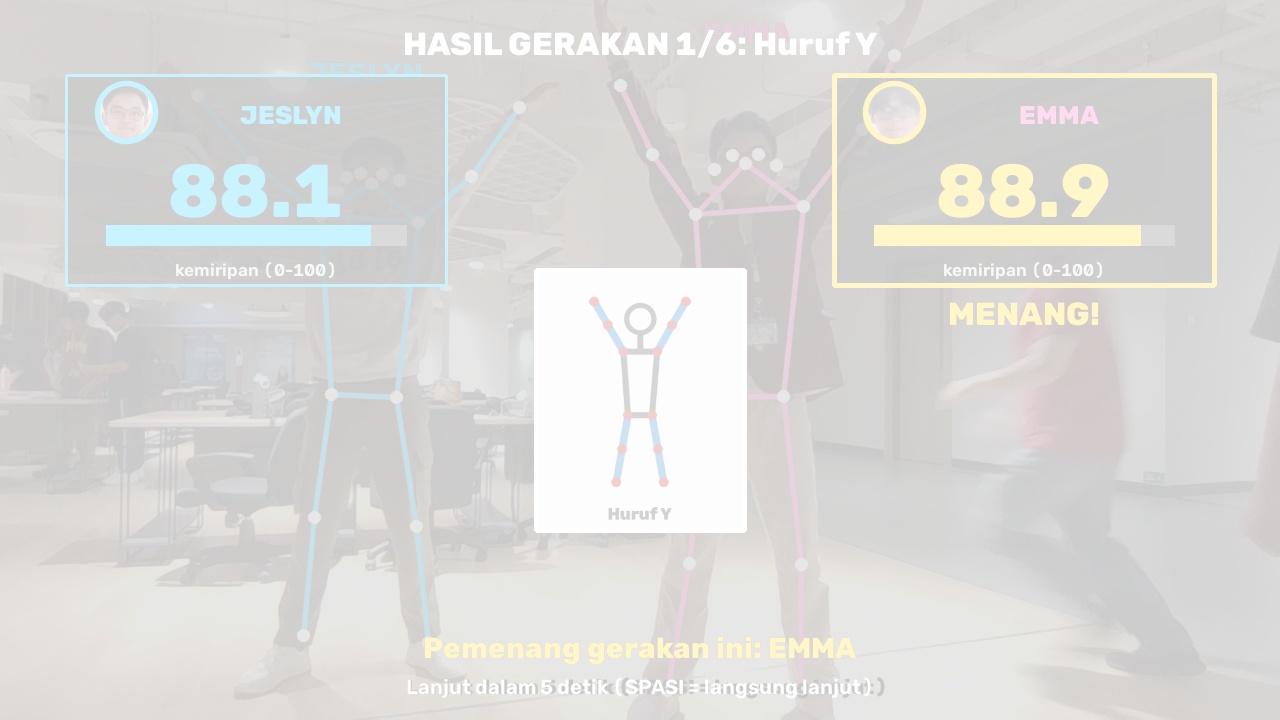 HASIL GERAKAN 1/6: Huruf Y
JESLYN
88.1
kemiripan (0-100)
EMMA
88.9
kemiripan (0-100)
MENANG!
Huruf Y
Pemenang gerakan ini: EMMA
Lanjut dalam 5 detik (SPASI = langsung lanjut)